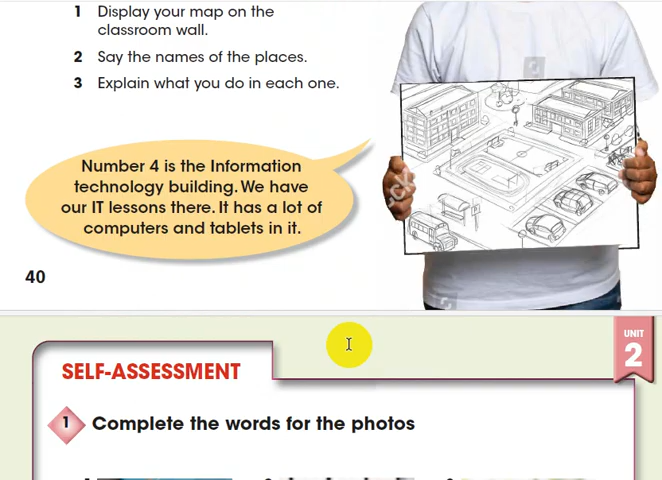 1 Display your map on the
classroom wall.
2 Say the names of the places.
3 Explain what you do in each one.
Number 4 is the Information
technology building. We have
our IT lessons there. It has a lot of
computers and tablets in it.
40
UNIT
2
SELF-ASSESSMENT
1 Complete the words for the photos